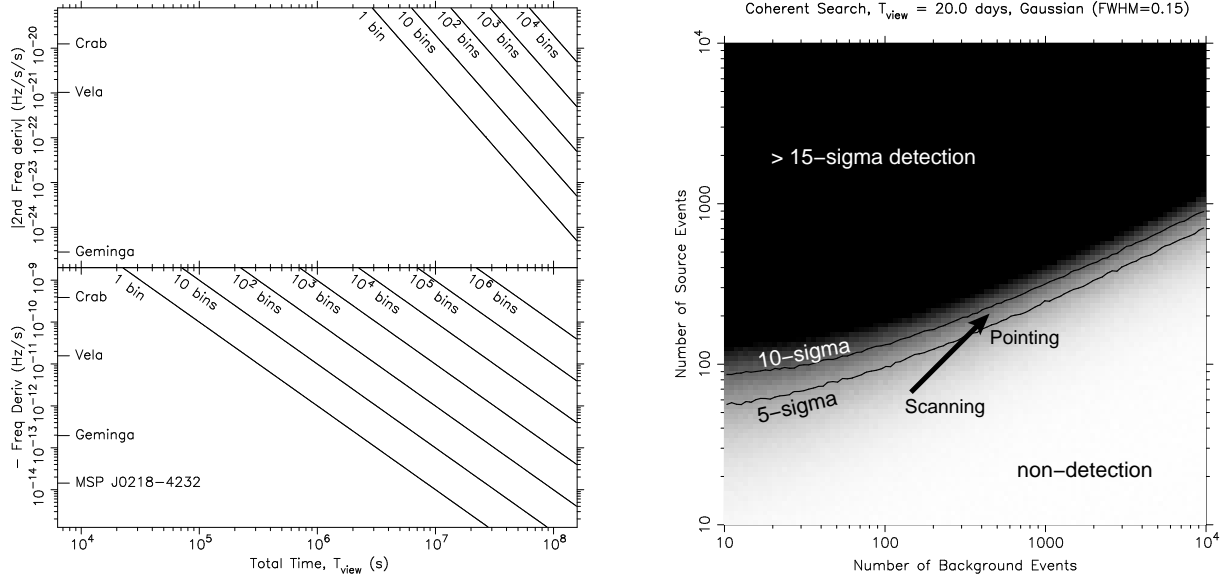 |2nd Freq deriv| (Hz/s/s)
10⁻²⁰
10⁻²¹
10⁻²²
10⁻²³
10⁻²⁴
Crab
Vela
Geminga
1 bin
10 bins
10² bins
10³ bins
10⁴ bins
− Freq Deriv (Hz/s)
10⁻⁹
10⁻¹⁰
10⁻¹¹
10⁻¹²
10⁻¹³
10⁻¹⁴
Crab
Vela
Geminga
MSP J0218−4232
1 bin
10 bins
10² bins
10³ bins
10⁴ bins
10⁵ bins
10⁶ bins
10⁴
10⁵
10⁶
10⁷
10⁸
Total Time, Tview (s)
Coherent Search, Tview = 20.0 days, Gaussian (FWHM=0.15)
Number of Source Events
10⁴
1000
100
10
> 15−sigma detection
10−sigma
5−sigma
Pointing
Scanning
non−detection
10
100
1000
10⁴
Number of Background Events